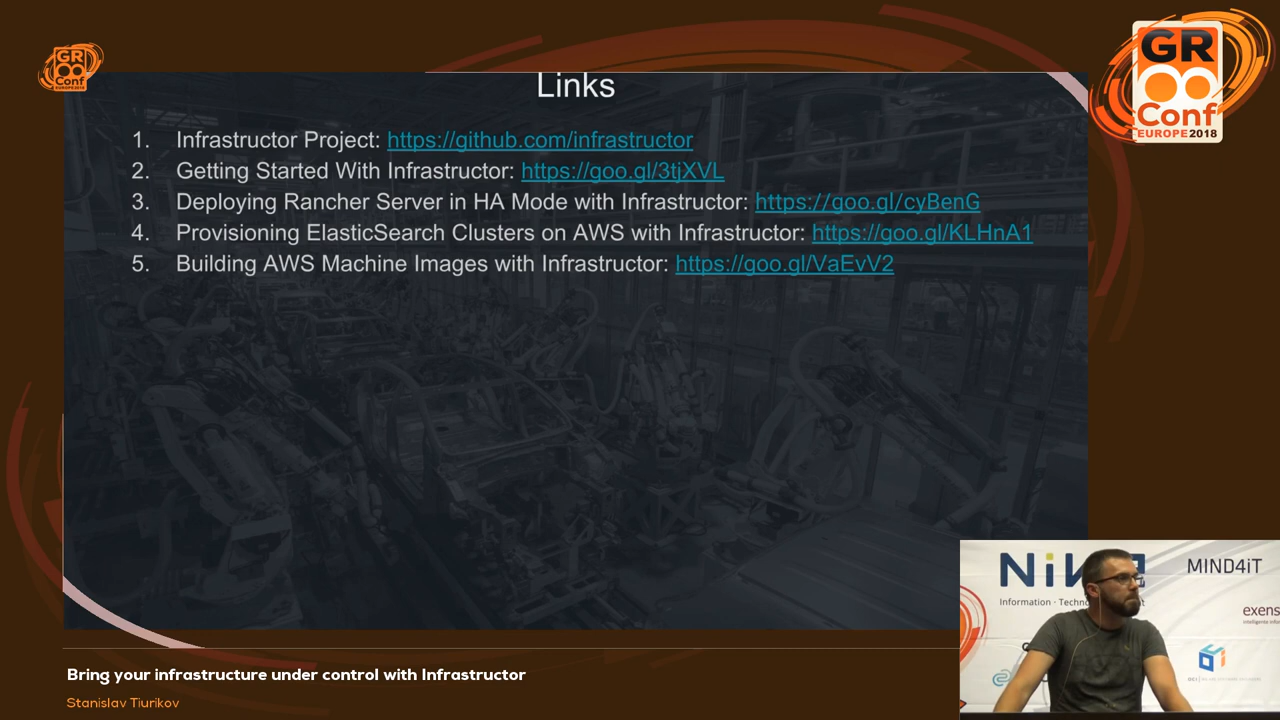 GR
Conf
EUROPE2018
GR
Conf
EUROPE2018
Links
1. Infrastructor Project: https://github.com/infrastructor
2. Getting Started With Infrastructor: https://goo.gl/3tjXVL
3. Deploying Rancher Server in HA Mode with Infrastructor: https://goo.gl/cyBenG
4. Provisioning ElasticSearch Clusters on AWS with Infrastructor: https://goo.gl/KLHnA1
5. Building AWS Machine Images with Infrastructor: https://goo.gl/VaEvV2
MIND4iT
Information · Techno
exens
Bring your infrastructure under control with Infrastructor
Stanislav Tiurikov